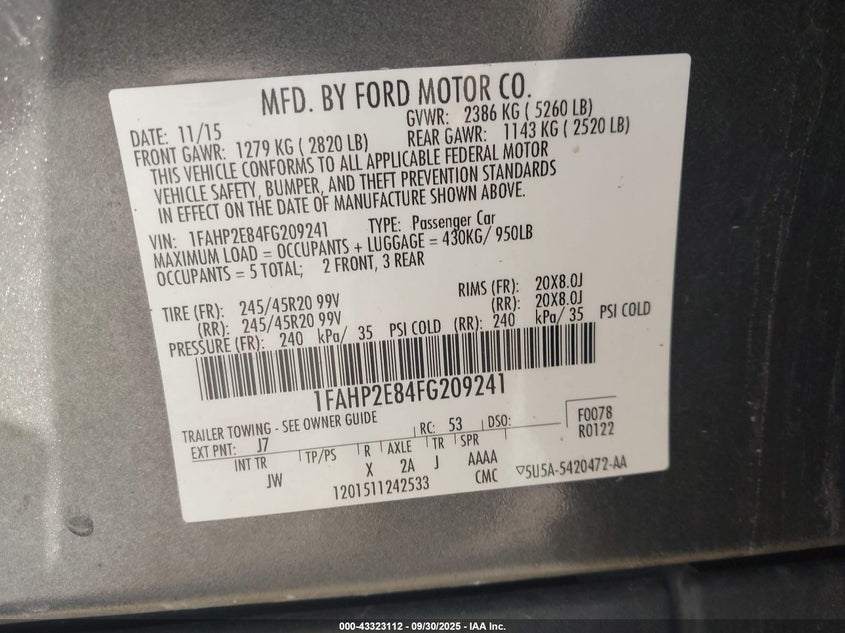 MFD. BY FORD MOTOR CO.
DATE: 11/15 GVWR: 2386 KG ( 5260 LB)
FRONT GAWR: 1279 KG ( 2820 LB) REAR GAWR: 1143 KG ( 2520 LB)
THIS VEHICLE CONFORMS TO ALL APPLICABLE FEDERAL MOTOR
VEHICLE SAFETY, BUMPER, AND THEFT PREVENTION STANDARDS
IN EFFECT ON THE DATE OF MANUFACTURE SHOWN ABOVE.
VIN: 1FAHP2E84FG209241 TYPE: Passenger Car
MAXIMUM LOAD = OCCUPANTS + LUGGAGE = 430KG/ 950LB
OCCUPANTS = 5 TOTAL; 2 FRONT, 3 REAR
TIRE (FR): 245/45R20 99V RIMS (FR): 20X8.0J
(RR): 245/45R20 99V (RR): 20X8.0J
PRESSURE (FR): 240 kPa/ 35 PSI COLD (RR): 240 kPa/ 35 PSI COLD
1FAHP2E84FG209241
TRAILER TOWING - SEE OWNER GUIDE
EXT PNT: J7 RC: 53 DSO: F0078
R0122
INT TR TP/PS R AXLE TR SPR
JW X 2A J AAAA
1201511242533 CMC ▽5U5A-5420472-AA
000-43323112 - 09/30/2025 - IAA Inc.